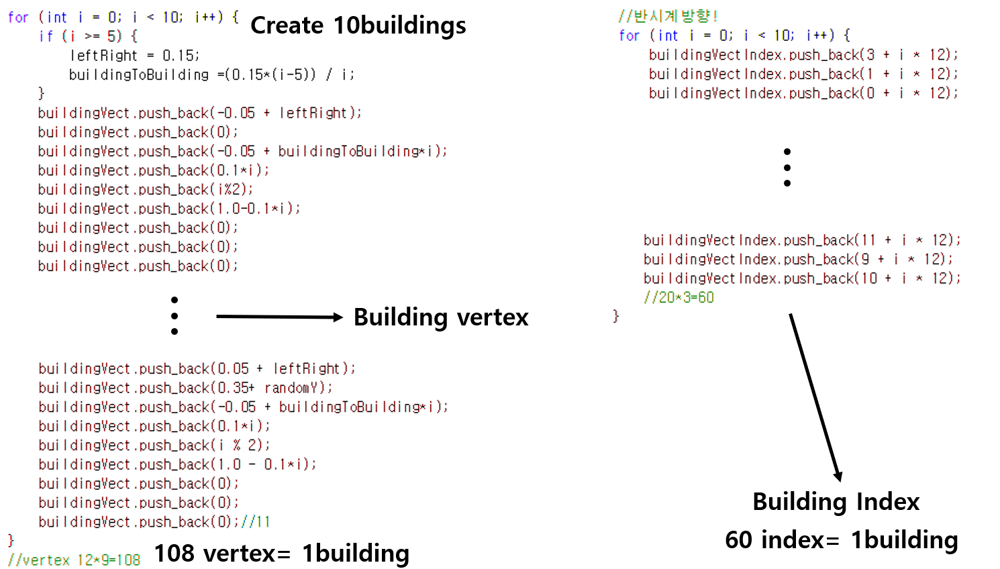 for (int i = 0; i < 10; i++) {
Create 10buildings
if (i >= 5) {
leftRight = 0.15;
buildingToBuilding =(0.15*(i-5)) / i;
}
buildingVect.push_back(-0.05 + leftRight);
buildingVect.push_back(0);
buildingVect.push_back(-0.05 + buildingToBuilding*i);
buildingVect.push_back(0.1*i);
buildingVect.push_back(i%2);
buildingVect.push_back(1.0-0.1*i);
buildingVect.push_back(0);
buildingVect.push_back(0);
buildingVect.push_back(0);
Building vertex
buildingVect.push_back(0.05 + leftRight);
buildingVect.push_back(0.35+ randomY);
buildingVect.push_back(-0.05 + buildingToBuilding*i);
buildingVect.push_back(0.1*i);
buildingVect.push_back(i % 2);
buildingVect.push_back(1.0 - 0.1*i);
buildingVect.push_back(0);
buildingVect.push_back(0);
buildingVect.push_back(0);//11
}
//vertex 12*9=108
108 vertex= 1building
//반시계방향!
for (int i = 0; i < 10; i++) {
buildingVectIndex.push_back(3 + i * 12);
buildingVectIndex.push_back(1 + i * 12);
buildingVectIndex.push_back(0 + i * 12);
buildingVectIndex.push_back(11 + i * 12);
buildingVectIndex.push_back(9 + i * 12);
buildingVectIndex.push_back(10 + i * 12);
//20*3=60
}
Building Index
60 index= 1building